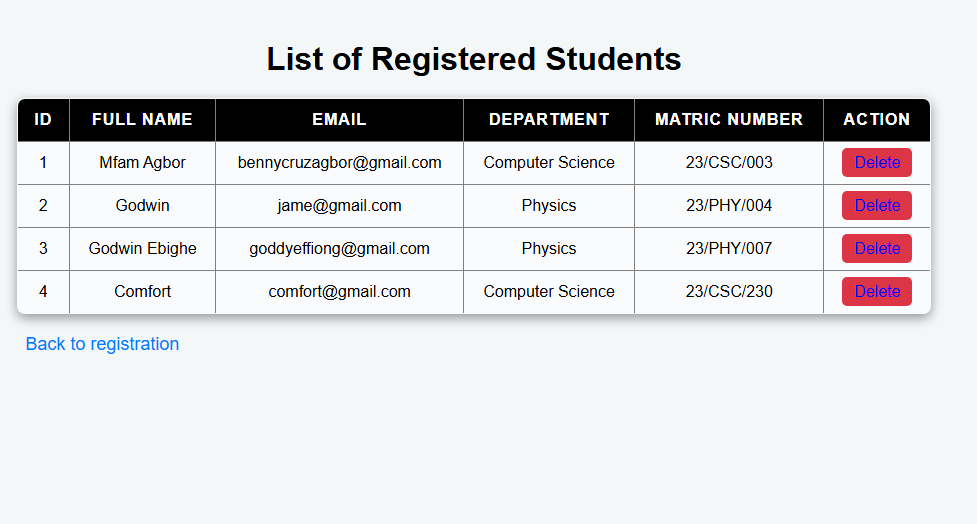 List of Registered Students
ID FULL NAME EMAIL DEPARTMENT MATRIC NUMBER ACTION
1 Mfam Agbor bennycruzagbor@gmail.com Computer Science 23/CSC/003 Delete
2 Godwin jame@gmail.com Physics 23/PHY/004 Delete
3 Godwin Ebighe goddyeffiong@gmail.com Physics 23/PHY/007 Delete
4 Comfort comfort@gmail.com Computer Science 23/CSC/230 Delete
Back to registration